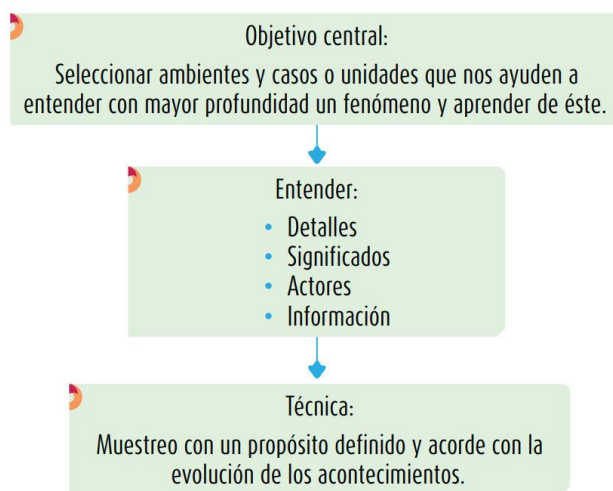 Objetivo central:
Seleccionar ambientes y casos o unidades que nos ayuden a
entender con mayor profundidad un fenómeno y aprender de éste.
Entender:
• Detalles
• Significados
• Actores
• Información
Técnica:
Muestreo con un propósito definido y acorde con la
evolución de los acontecimientos.